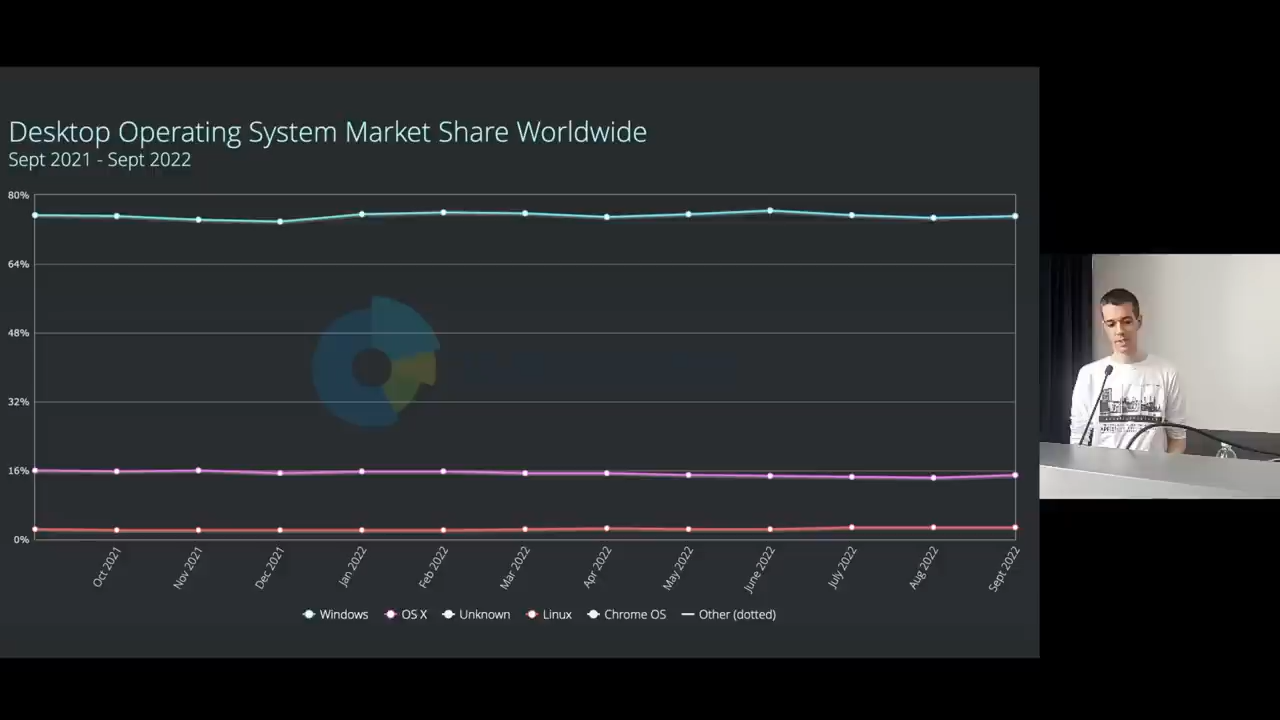 Desktop Operating System Market Share Worldwide
Sept 2021 - Sept 2022
80%
64%
48%
32%
16%
0%
Oct 2021
Nov 2021
Dec 2021
Jan 2022
Feb 2022
Mar 2022
Apr 2022
May 2022
June 2022
July 2022
Aug 2022
Sept 2022
Windows
OS X
Unknown
Linux
Chrome OS
Other (dotted)